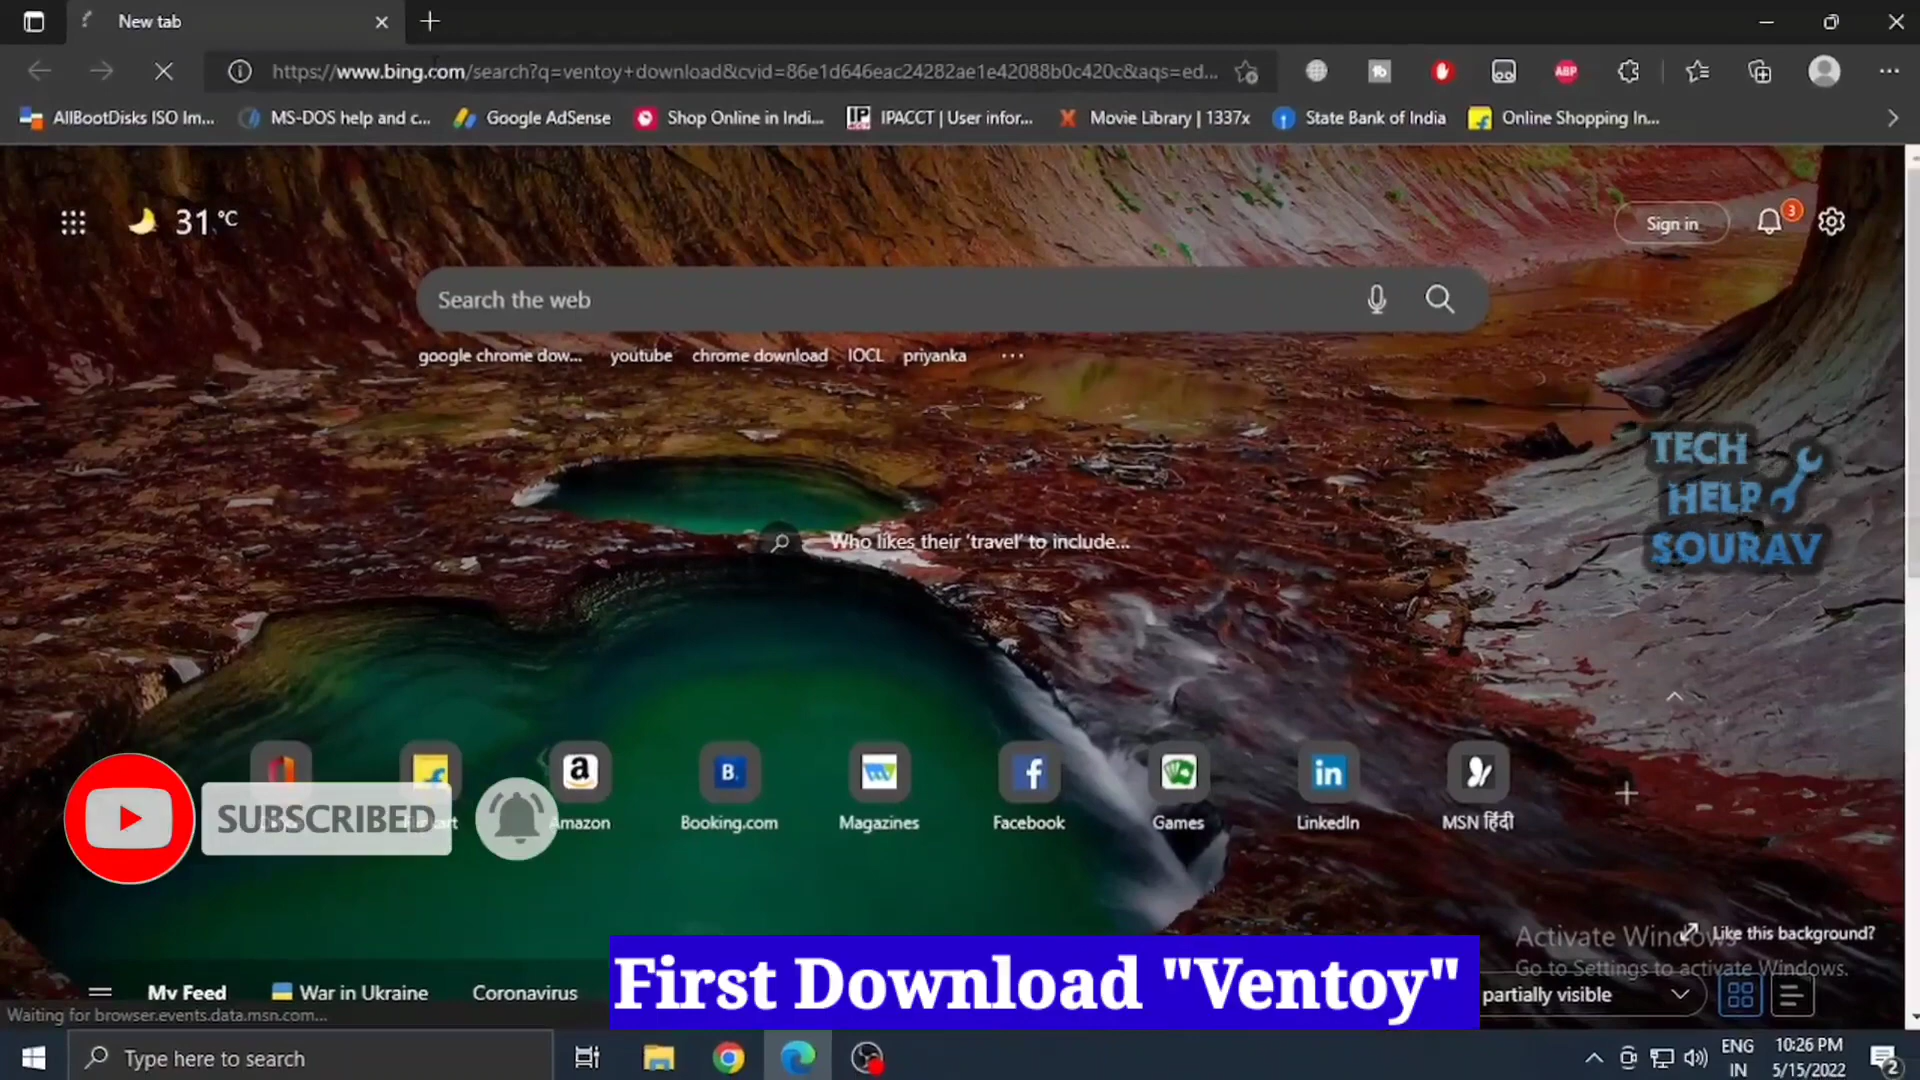 New tab
https://www.bing.com/search?q=ventoy+download&cvid=86e1d646eac24282ae1e42088b0c420c&aqs=ed...
ABP
AllBootDisks ISO Im...
MS-DOS help and c...
Google AdSense
Shop Online in Indi...
IPACCT | User infor...
Movie Library | 1337x
State Bank of India
Online Shopping In...
31°C
Sign in
3
Search the web
google chrome dow...
youtube
chrome download
IOCL
priyanka
...
TECH
HELP
SOURAV
Who likes their 'travel' to include...
SUBSCRIBED
Amazon
Booking.com
Magazines
Facebook
Games
LinkedIn
MSN हिंदी
Activate Windows
Go to Settings to activate Windows.
Like this background?
My Feed
War in Ukraine
Coronavirus
First Download "Ventoy"
partially visible
Waiting for browser.events.data.msn.com...
Type here to search
ENG
IN
10:26 PM
5/15/2022
2